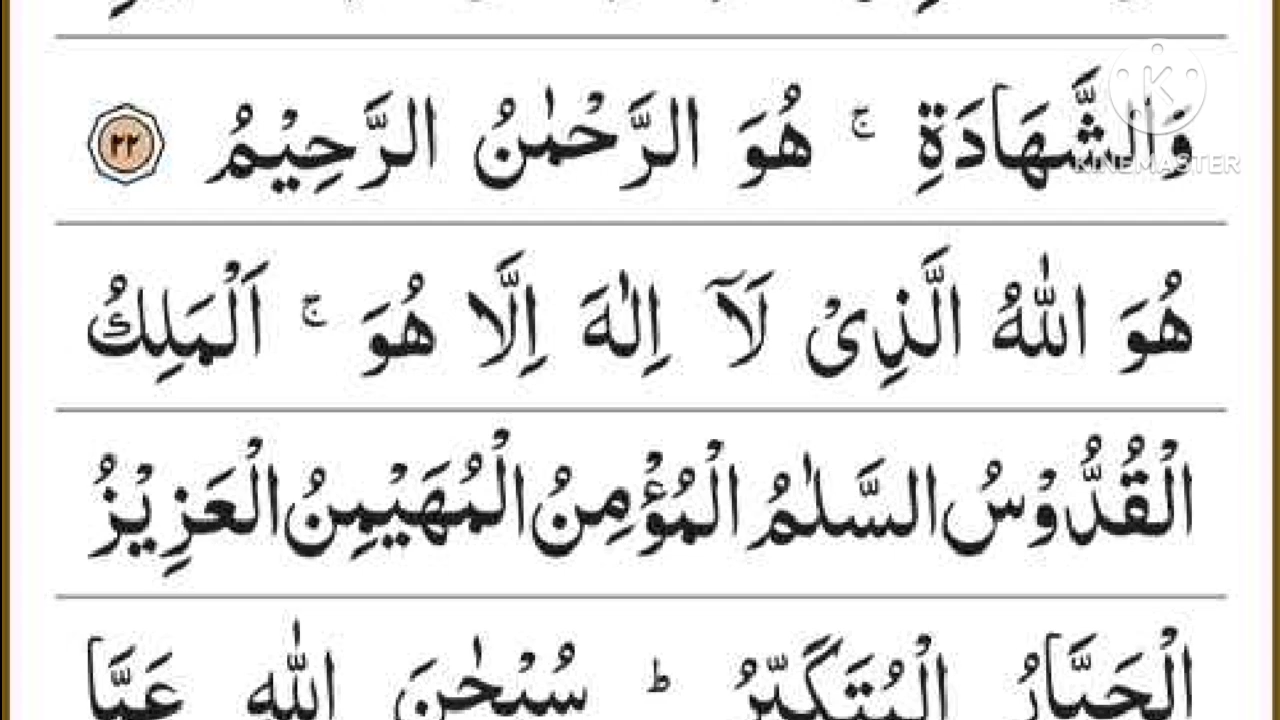 وَالشَّهَادَةِ ۚ هُوَ الرَّحْمٰنُ الرَّحِيْمُ ٢٢
KINEMASTER
هُوَ اللّٰهُ الَّذِىْ لَآ اِلٰهَ اِلَّا هُوَ ۚ اَلْمَلِكُ
الْقُدُّوْسُ السَّلٰمُ الْمُؤْمِنُ الْمُهَيْمِنُ الْعَزِيْزُ
الْجَبَّارُ الْمُتَكَبِّرُ ؕ سُبْحٰنَ اللّٰهِ عَمَّا